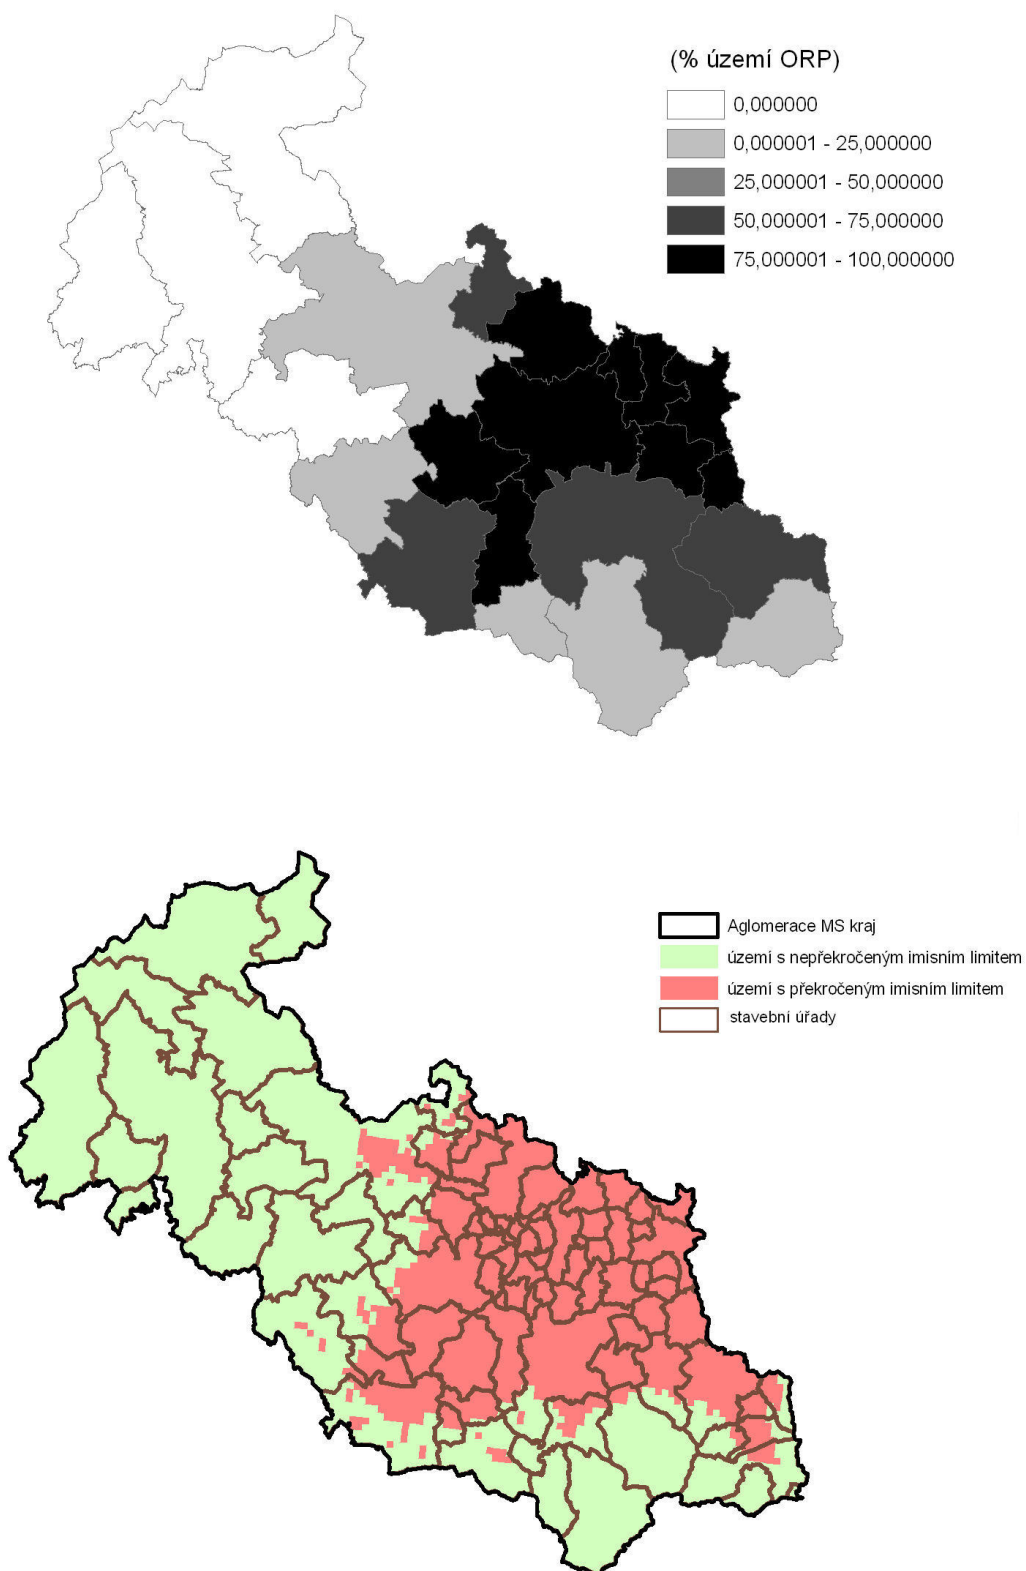 (% území ORP)
0,000000
0,000001 - 25,000000
25,000001 - 50,000000
50,000001 - 75,000000
75,000001 - 100,000000
Aglomerace MS kraj
území s nepřekročeným imisním limitem
území s překročeným imisním limitem
stavební úřady